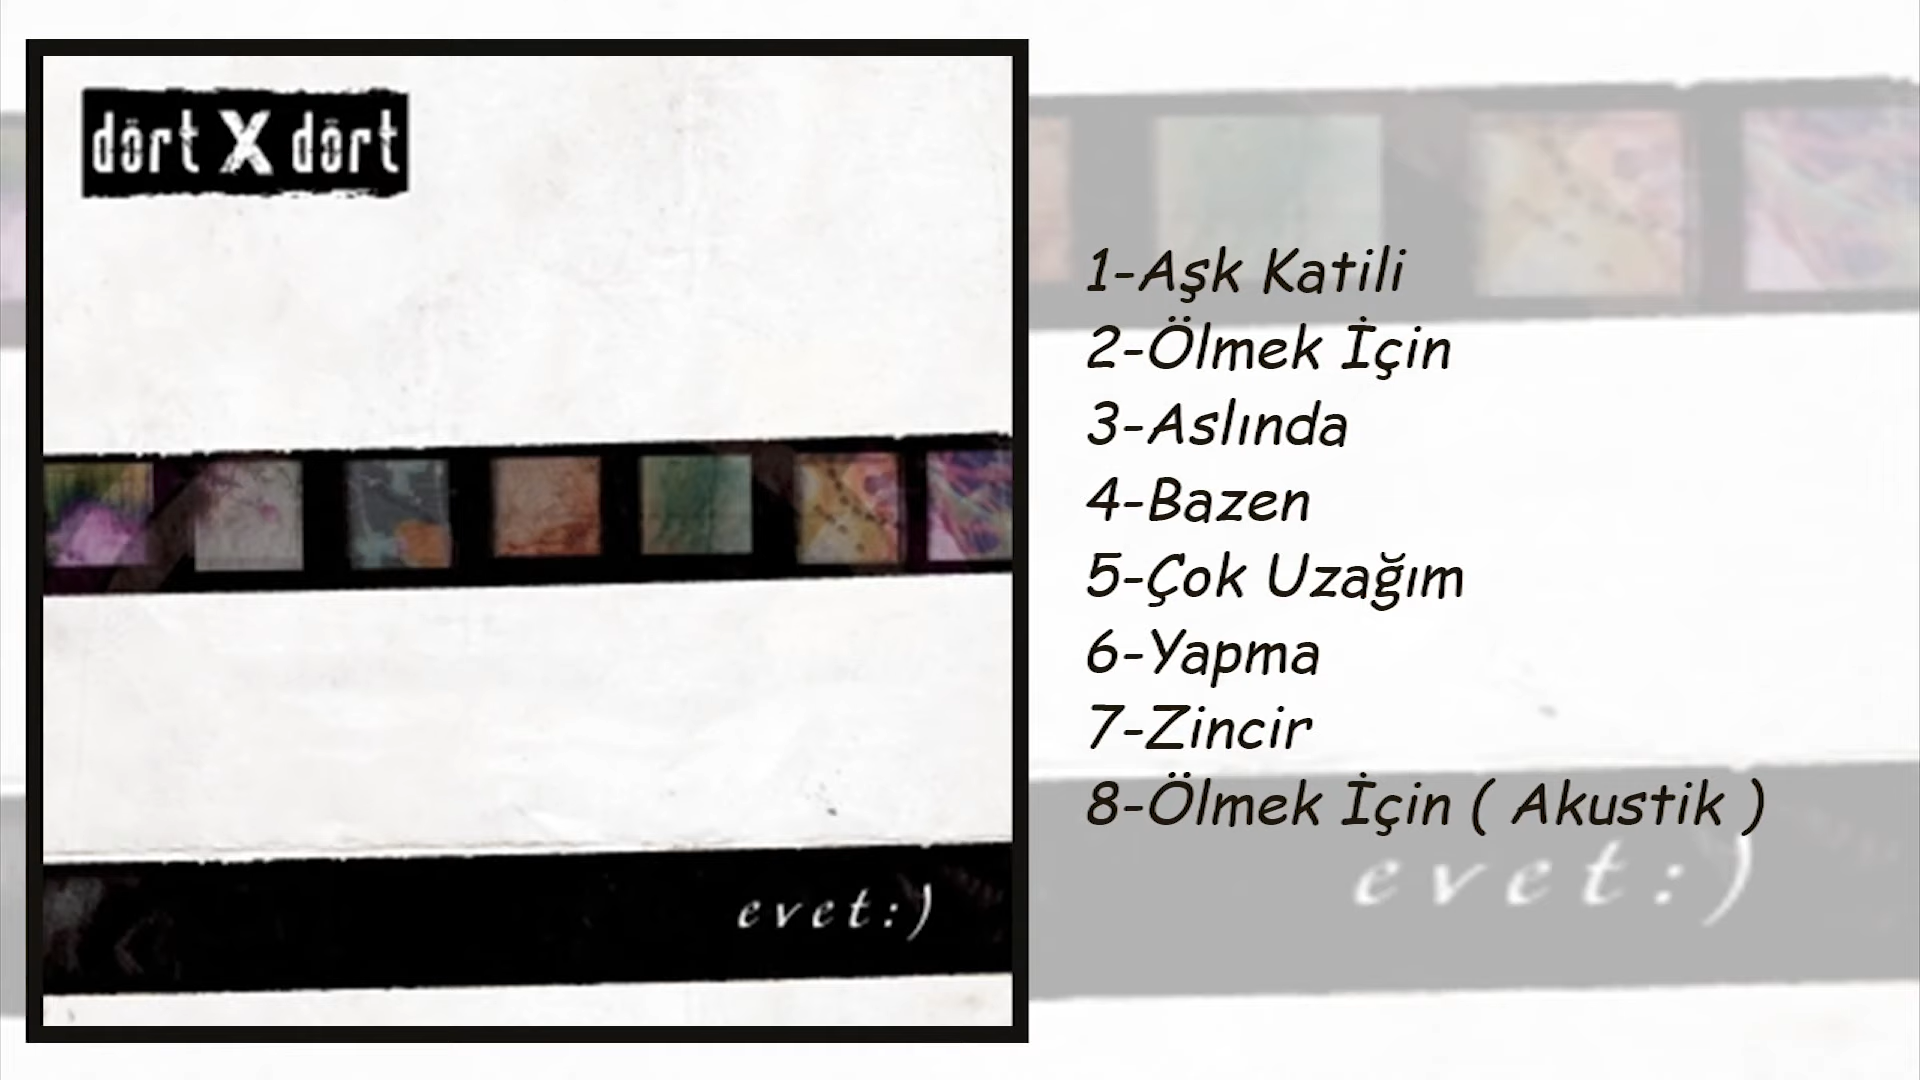 dört X dört
evet:)
1-Aşk Katili
2-Ölmek İçin
3-Aslında
4-Bazen
5-Çok Uzağım
6-Yapma
7-Zincir
8-Ölmek İçin ( Akustik )
evet:)